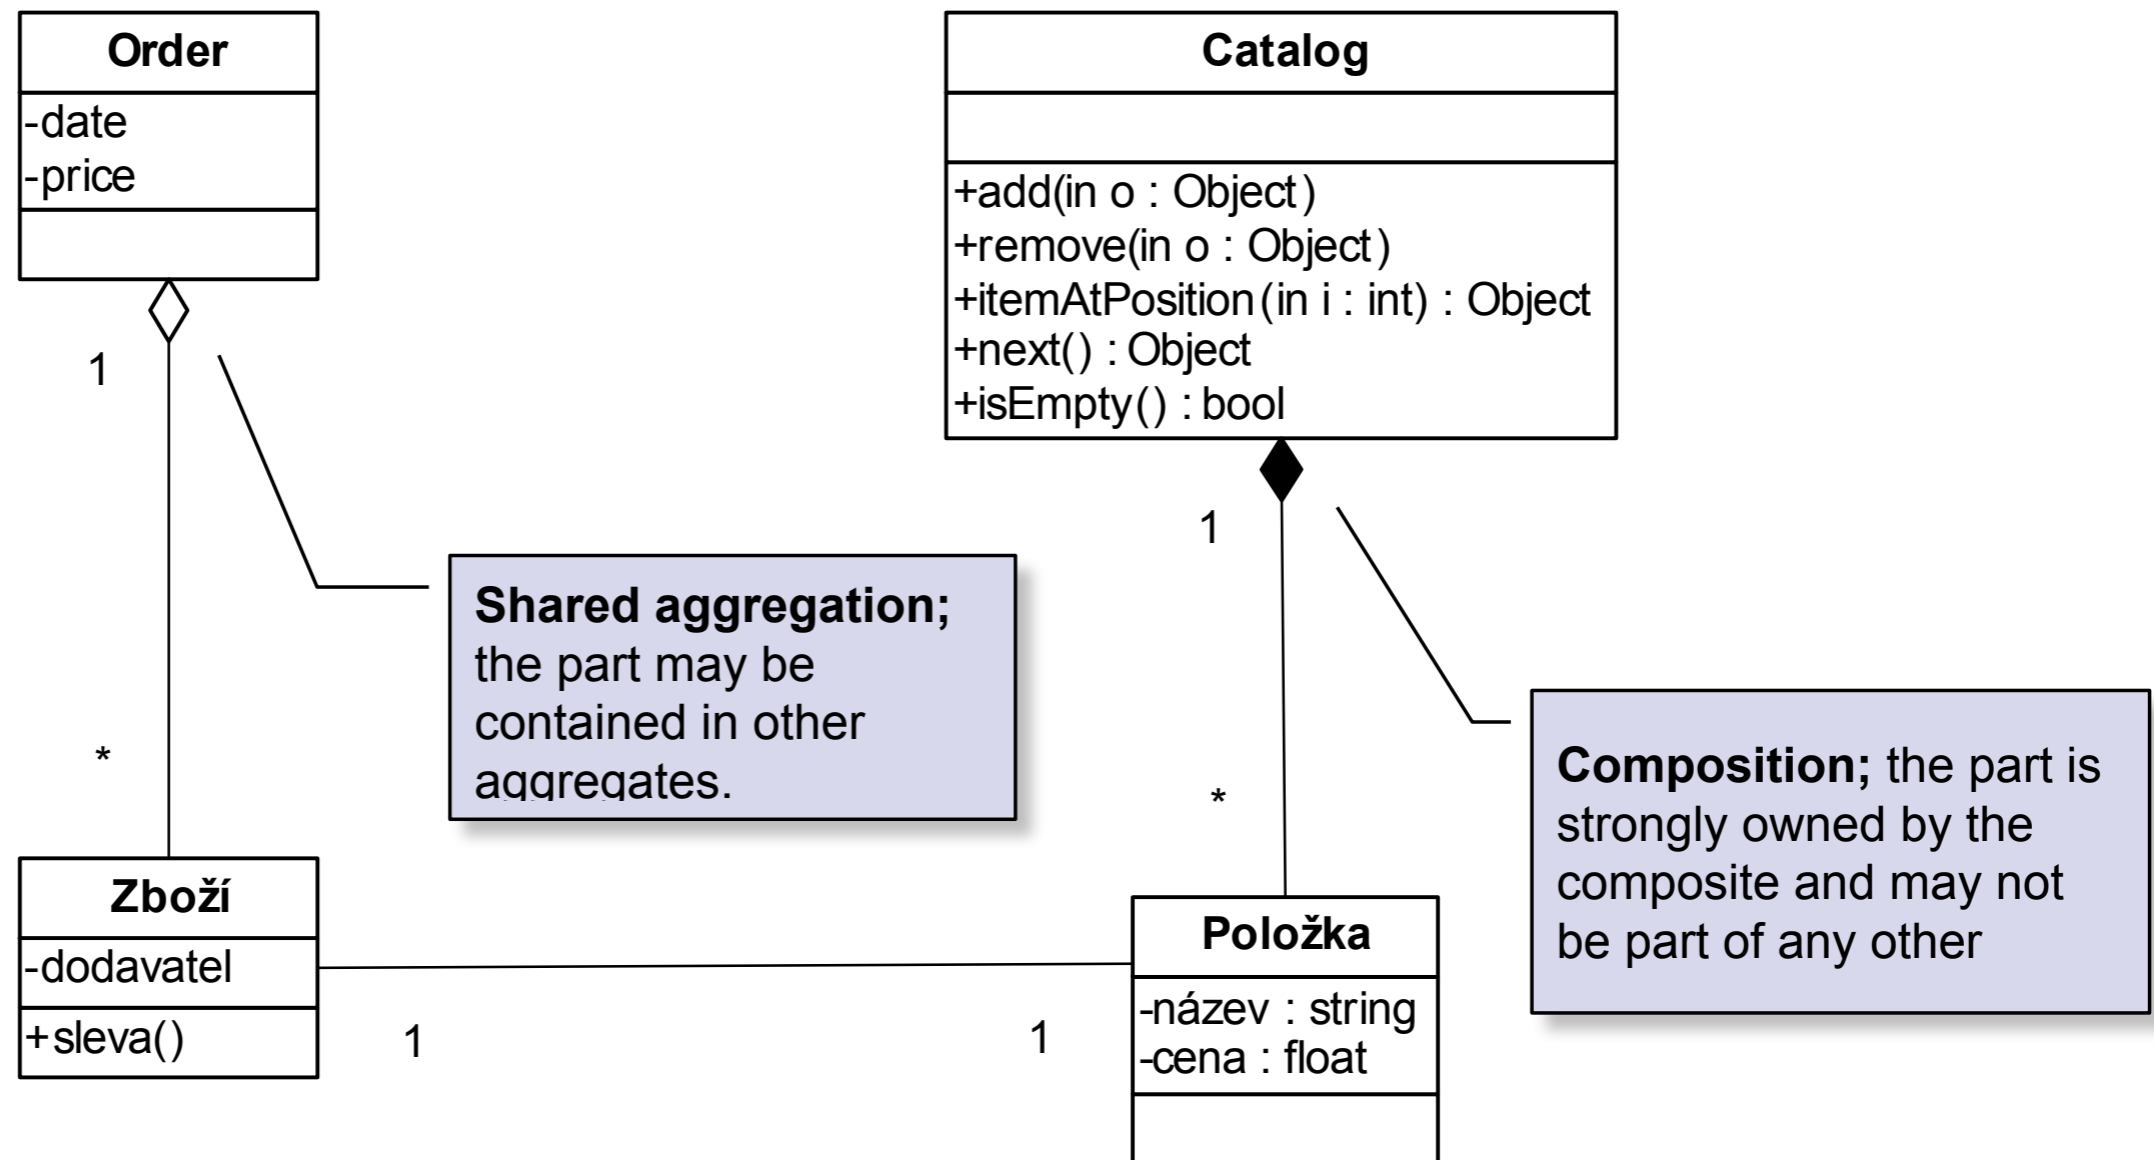 Order
-date
-price
1
*
Catalog
+add(in o : Object)
+remove(in o : Object)
+itemAtPosition(in i : int) : Object
+next() : Object
+isEmpty() : bool
1
*
Shared aggregation;
the part may be
contained in other
aggregates.
Composition; the part is
strongly owned by the
composite and may not
be part of any other
Zboží
-dodavatel
+sleva()
1
1
Položka
-název : string
-cena : float